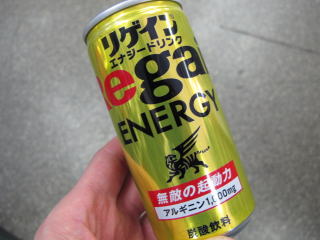 リゲイン
エナジードリンク
egai
ENERGY
無敵の起動力
アルギニン1,000mg
炭酸飲料